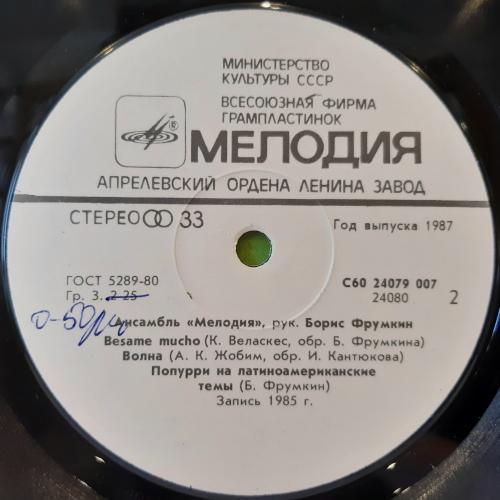 МИНИСТЕРСТВО
КУЛЬТУРЫ СССР
ВСЕСОЮЗНАЯ ФИРМА
ГРАМПЛАСТИНОК
МЕЛОДИЯ
АПРЕЛЕВСКИЙ ОРДЕНА ЛЕНИНА ЗАВОД
СТЕРЕО 33
Год выпуска 1987
ГОСТ 5289-80
С60 24079 007
Гр. 3. 2-25
24080 2
0-50
Ансамбль «Мелодия», рук. Борис Фрумкин
Besame mucho (К. Веласкес, обр. Б. Фрумкина)
Волна (А. К. Жобим, обр. И. Кантюкова)
Попурри на латиноамериканские
темы (Б. Фрумкин)
Запись 1985 г.